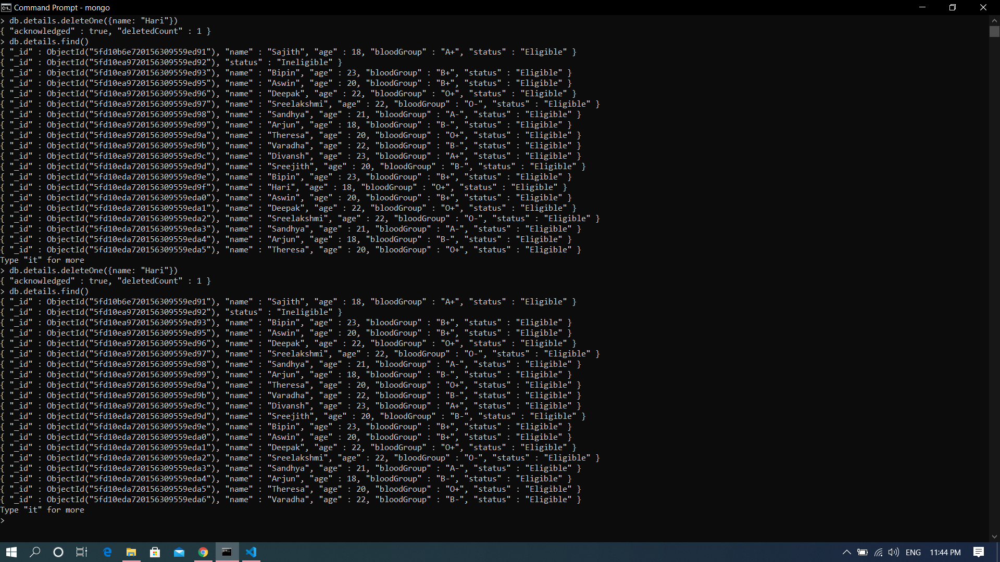 Command Prompt - mongo
> db.details.deleteOne({name: "Hari"})
{ "acknowledged" : true, "deletedCount" : 1 }
> db.details.find()
{ "_id" : ObjectId("5fd10b6e720156309559ed91"), "name" : "Sajith", "age" : 18, "bloodGroup" : "A+", "status" : "Eligible" }
{ "_id" : ObjectId("5fd10ea9720156309559ed92"), "status" : "Ineligible" }
{ "_id" : ObjectId("5fd10ea9720156309559ed93"), "name" : "Bipin", "age" : 23, "bloodGroup" : "B+", "status" : "Eligible" }
{ "_id" : ObjectId("5fd10ea9720156309559ed95"), "name" : "Aswin", "age" : 20, "bloodGroup" : "B+", "status" : "Eligible" }
{ "_id" : ObjectId("5fd10ea9720156309559ed96"), "name" : "Deepak", "age" : 22, "bloodGroup" : "O+", "status" : "Eligible" }
{ "_id" : ObjectId("5fd10ea9720156309559ed97"), "name" : "Sreelakshmi", "age" : 22, "bloodGroup" : "O-", "status" : "Eligible" }
{ "_id" : ObjectId("5fd10ea9720156309559ed98"), "name" : "Sandhya", "age" : 21, "bloodGroup" : "A-", "status" : "Eligible" }
{ "_id" : ObjectId("5fd10ea9720156309559ed99"), "name" : "Arjun", "age" : 18, "bloodGroup" : "B-", "status" : "Eligible" }
{ "_id" : ObjectId("5fd10ea9720156309559ed9a"), "name" : "Theresa", "age" : 20, "bloodGroup" : "O+", "status" : "Eligible" }
{ "_id" : ObjectId("5fd10ea9720156309559ed9b"), "name" : "Varadha", "age" : 22, "bloodGroup" : "B-", "status" : "Eligible" }
{ "_id" : ObjectId("5fd10ea9720156309559ed9c"), "name" : "Divansh", "age" : 23, "bloodGroup" : "A+", "status" : "Eligible" }
{ "_id" : ObjectId("5fd10eda720156309559ed9d"), "name" : "Sreejith", "age" : 20, "bloodGroup" : "B-", "status" : "Eligible" }
{ "_id" : ObjectId("5fd10eda720156309559ed9e"), "name" : "Bipin", "age" : 23, "bloodGroup" : "B+", "status" : "Eligible" }
{ "_id" : ObjectId("5fd10eda720156309559ed9f"), "name" : "Hari", "age" : 18, "bloodGroup" : "O+", "status" : "Eligible" }
{ "_id" : ObjectId("5fd10eda720156309559eda0"), "name" : "Aswin", "age" : 20, "bloodGroup" : "B+", "status" : "Eligible" }
{ "_id" : ObjectId("5fd10eda720156309559eda1"), "name" : "Deepak", "age" : 22, "bloodGroup" : "O+", "status" : "Eligible" }
{ "_id" : ObjectId("5fd10eda720156309559eda2"), "name" : "Sreelakshmi", "age" : 22, "bloodGroup" : "O-", "status" : "Eligible" }
{ "_id" : ObjectId("5fd10eda720156309559eda3"), "name" : "Sandhya", "age" : 21, "bloodGroup" : "A-", "status" : "Eligible" }
{ "_id" : ObjectId("5fd10eda720156309559eda4"), "name" : "Arjun", "age" : 18, "bloodGroup" : "B-", "status" : "Eligible" }
{ "_id" : ObjectId("5fd10eda720156309559eda5"), "name" : "Theresa", "age" : 20, "bloodGroup" : "O+", "status" : "Eligible" }
Type "it" for more
> db.details.deleteOne({name: "Hari"})
{ "acknowledged" : true, "deletedCount" : 1 }
> db.details.find()
{ "_id" : ObjectId("5fd10b6e720156309559ed91"), "name" : "Sajith", "age" : 18, "bloodGroup" : "A+", "status" : "Eligible" }
{ "_id" : ObjectId("5fd10ea9720156309559ed92"), "status" : "Ineligible" }
{ "_id" : ObjectId("5fd10ea9720156309559ed93"), "name" : "Bipin", "age" : 23, "bloodGroup" : "B+", "status" : "Eligible" }
{ "_id" : ObjectId("5fd10ea9720156309559ed95"), "name" : "Aswin", "age" : 20, "bloodGroup" : "B+", "status" : "Eligible" }
{ "_id" : ObjectId("5fd10ea9720156309559ed96"), "name" : "Deepak", "age" : 22, "bloodGroup" : "O+", "status" : "Eligible" }
{ "_id" : ObjectId("5fd10ea9720156309559ed97"), "name" : "Sreelakshmi", "age" : 22, "bloodGroup" : "O-", "status" : "Eligible" }
{ "_id" : ObjectId("5fd10ea9720156309559ed98"), "name" : "Sandhya", "age" : 21, "bloodGroup" : "A-", "status" : "Eligible" }
{ "_id" : ObjectId("5fd10ea9720156309559ed99"), "name" : "Arjun", "age" : 18, "bloodGroup" : "B-", "status" : "Eligible" }
{ "_id" : ObjectId("5fd10ea9720156309559ed9a"), "name" : "Theresa", "age" : 20, "bloodGroup" : "O+", "status" : "Eligible" }
{ "_id" : ObjectId("5fd10ea9720156309559ed9b"), "name" : "Varadha", "age" : 22, "bloodGroup" : "B-", "status" : "Eligible" }
{ "_id" : ObjectId("5fd10ea9720156309559ed9c"), "name" : "Divansh", "age" : 23, "bloodGroup" : "A+", "status" : "Eligible" }
{ "_id" : ObjectId("5fd10eda720156309559ed9d"), "name" : "Sreejith", "age" : 20, "bloodGroup" : "B-", "status" : "Eligible" }
{ "_id" : ObjectId("5fd10eda720156309559ed9e"), "name" : "Bipin", "age" : 23, "bloodGroup" : "B+", "status" : "Eligible" }
{ "_id" : ObjectId("5fd10eda720156309559eda0"), "name" : "Aswin", "age" : 20, "bloodGroup" : "B+", "status" : "Eligible" }
{ "_id" : ObjectId("5fd10eda720156309559eda1"), "name" : "Deepak", "age" : 22, "bloodGroup" : "O+", "status" : "Eligible" }
{ "_id" : ObjectId("5fd10eda720156309559eda2"), "name" : "Sreelakshmi", "age" : 22, "bloodGroup" : "O-", "status" : "Eligible" }
{ "_id" : ObjectId("5fd10eda720156309559eda3"), "name" : "Sandhya", "age" : 21, "bloodGroup" : "A-", "status" : "Eligible" }
{ "_id" : ObjectId("5fd10eda720156309559eda4"), "name" : "Arjun", "age" : 18, "bloodGroup" : "B-", "status" : "Eligible" }
{ "_id" : ObjectId("5fd10eda720156309559eda5"), "name" : "Theresa", "age" : 20, "bloodGroup" : "O+", "status" : "Eligible" }
{ "_id" : ObjectId("5fd10eda720156309559eda6"), "name" : "Varadha", "age" : 22, "bloodGroup" : "B-", "status" : "Eligible" }
Type "it" for more
>
ENG 11:44 PM